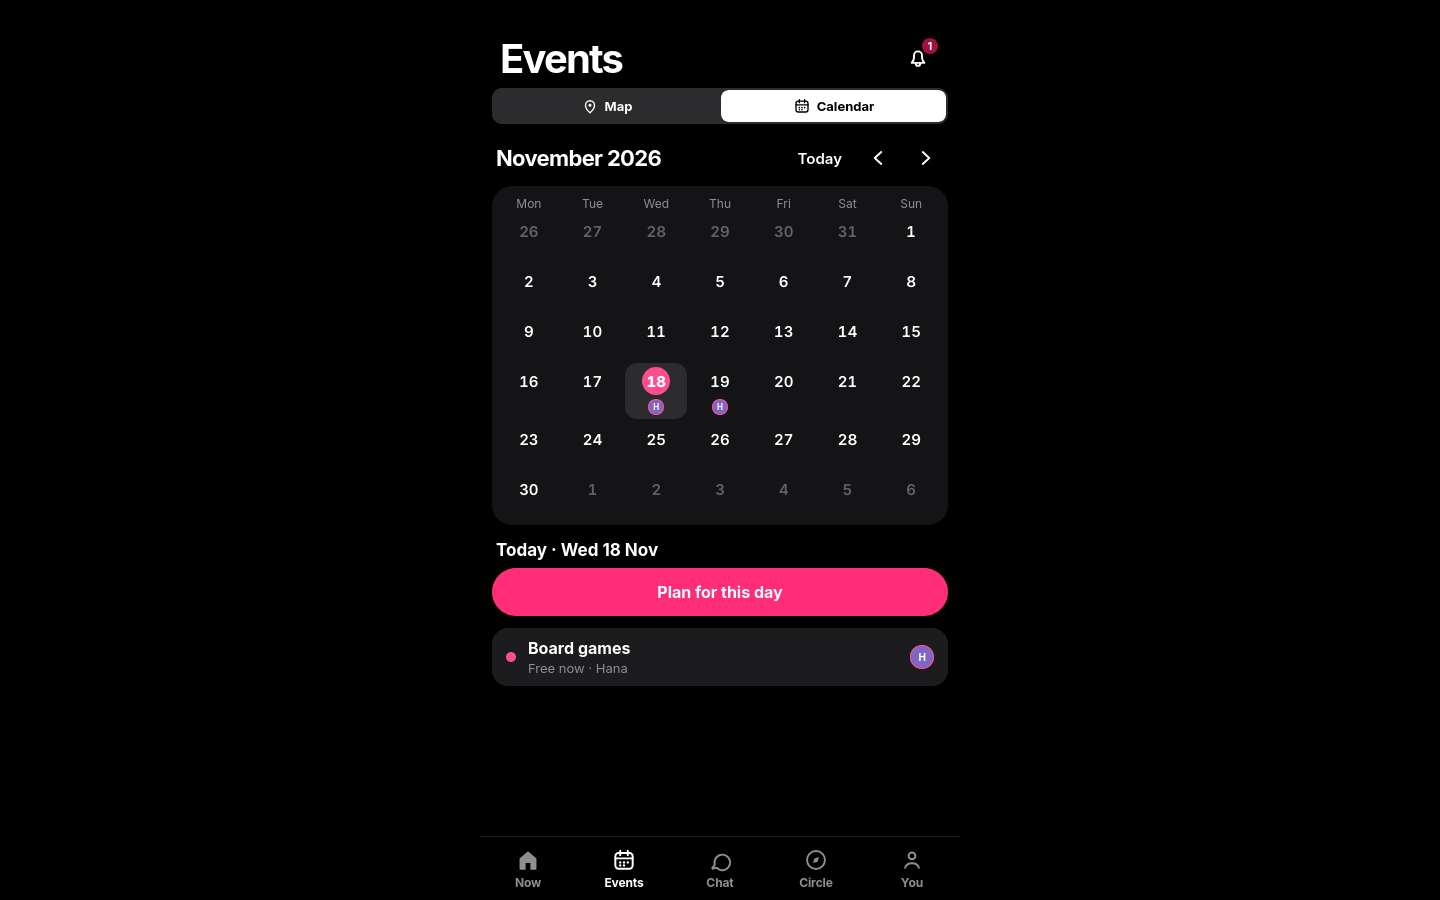 Events
1
Map
Calendar
November 2026
Today
Mon Tue Wed Thu Fri Sat Sun
26 27 28 29 30 31 1
2 3 4 5 6 7 8
9 10 11 12 13 14 15
16 17 18 19 20 21 22
H H
23 24 25 26 27 28 29
30 1 2 3 4 5 6
Today · Wed 18 Nov
Plan for this day
Board games
Free now · Hana
H
Now Events Chat Circle You